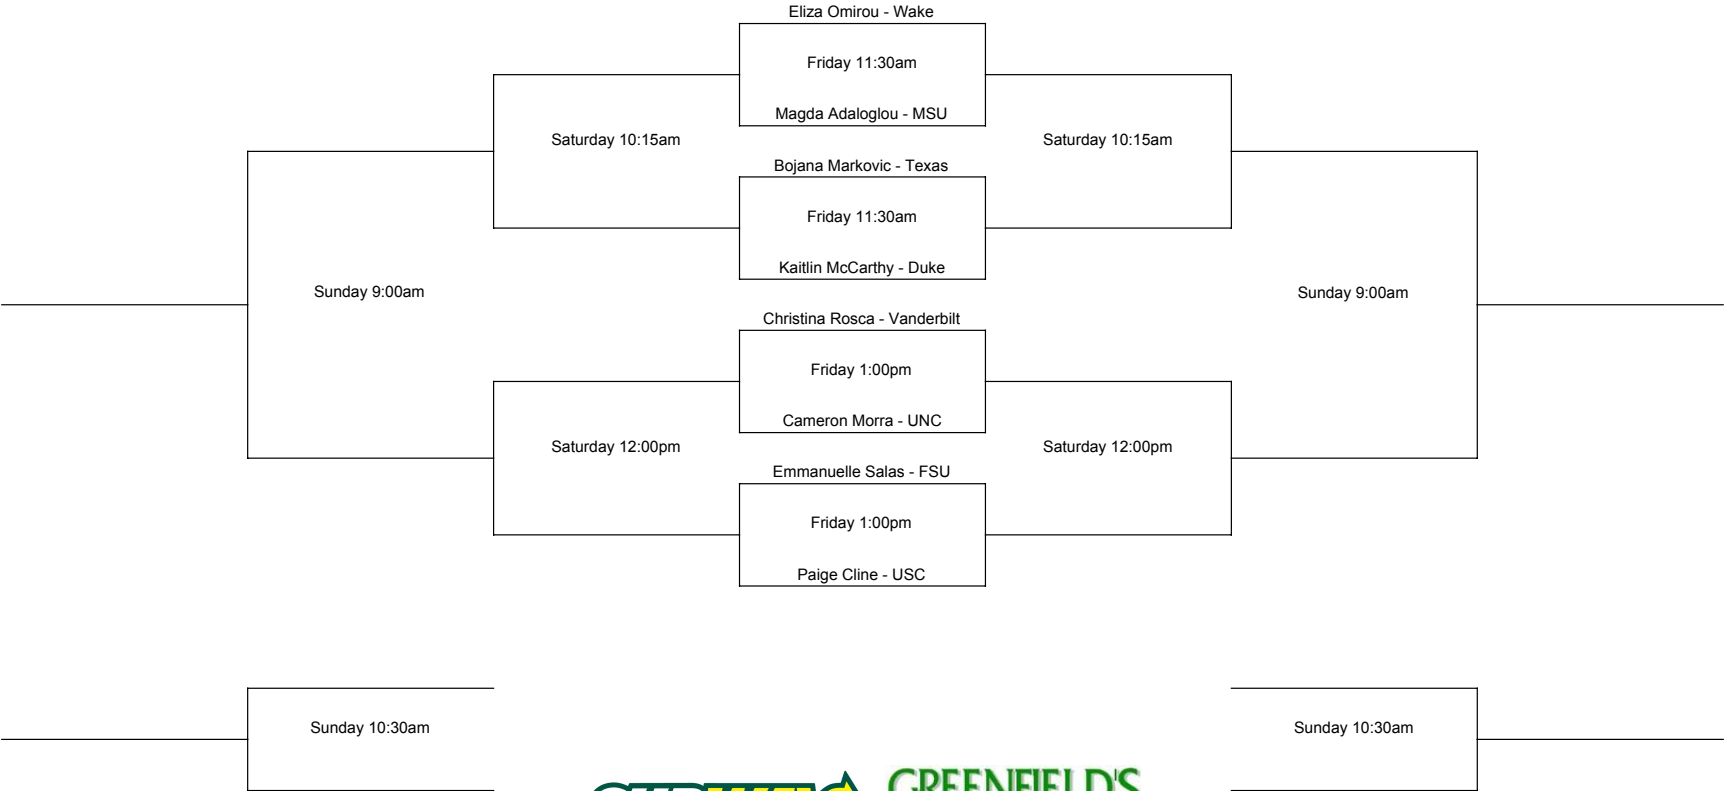 Eliza Omirou - Wake
Friday 11:30am
Magda Adaloglou - MSU
Saturday 10:15am
Saturday 10:15am
Bojana Markovic - Texas
Friday 11:30am
Kaitlin McCarthy - Duke
Sunday 9:00am
Sunday 9:00am
Christina Rosca - Vanderbilt
Friday 1:00pm
Cameron Morra - UNC
Saturday 12:00pm
Saturday 12:00pm
Emmanuelle Salas - FSU
Friday 1:00pm
Paige Cline - USC
Sunday 10:30am
Sunday 10:30am
SUBWAY
GREENFIELD'S